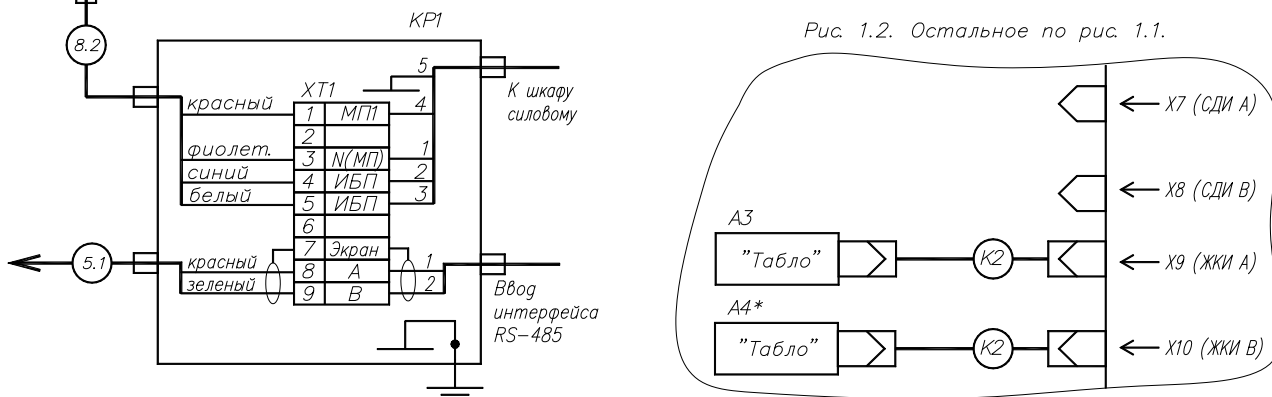 КР1
8.2
ХТ1
5
К шкафу
силовому
красный
1 МП1 4
2
фиолет.
3 N(МП) 1
синий
4 ИБП 2
белый
5 ИБП 3
6
7 Экран
5.1
красный
8 А 1
зеленый
9 В 2
Ввод
интерфейса
RS-485
Рис. 1.2. Остальное по рис. 1.1.
Х7 (СДИ А)
Х8 (СДИ В)
А3
"Табло" К2 Х9 (ЖКИ А)
А4*
"Табло" К2 Х10 (ЖКИ В)